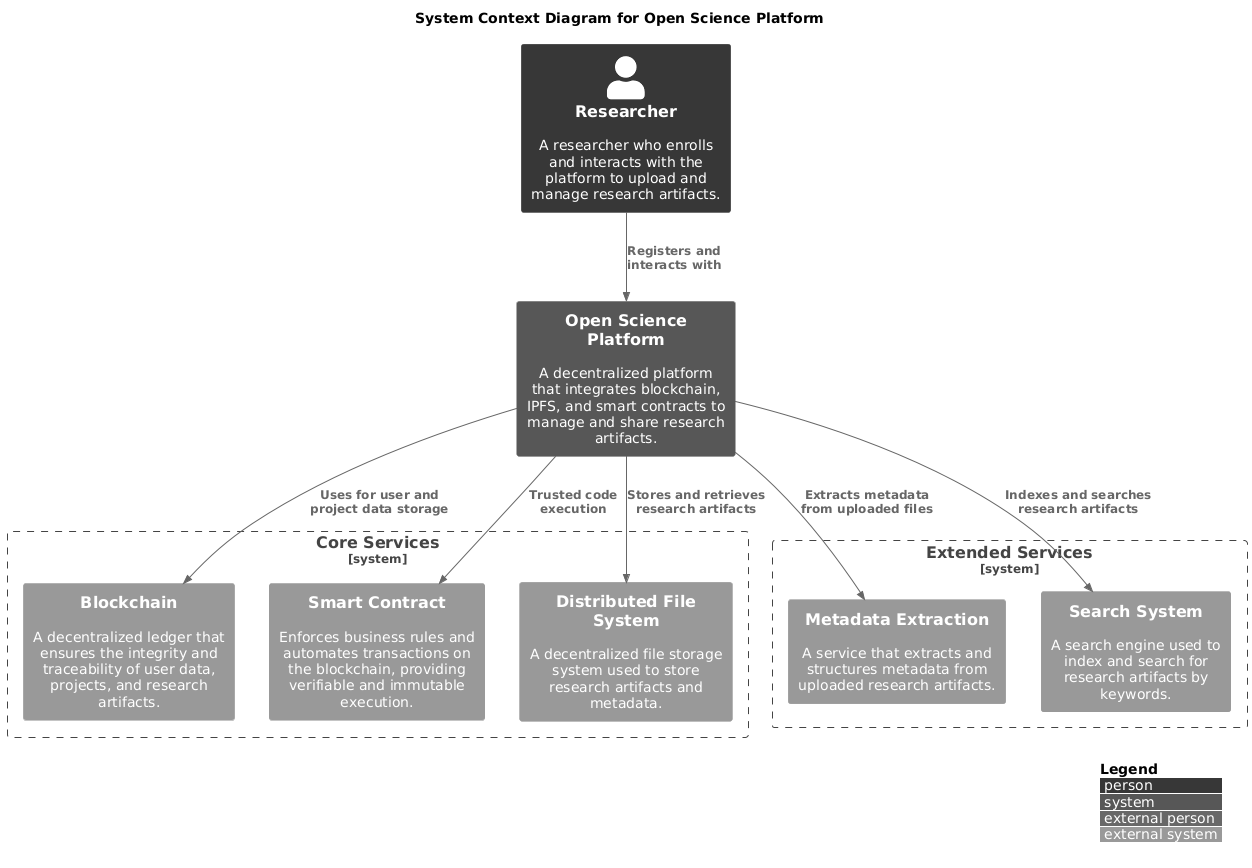 System Context Diagram for Open Science Platform
Researcher
A researcher who enrolls
and interacts with the
platform to upload and
manage research artifacts.
Registers and
interacts with
Open Science
Platform
A decentralized platform
that integrates blockchain,
IPFS, and smart contracts to
manage and share research
artifacts.
Uses for user and
project data storage
Trusted code
execution
Stores and retrieves
research artifacts
Extracts metadata
from uploaded files
Indexes and searches
research artifacts
Core Services
[system]
Blockchain
A decentralized ledger that
ensures the integrity and
traceability of user data,
projects, and research
artifacts.
Smart Contract
Enforces business rules and
automates transactions on
the blockchain, providing
verifiable and immutable
execution.
Distributed File
System
A decentralized file storage
system used to store
research artifacts and
metadata.
Extended Services
[system]
Metadata Extraction
A service that extracts and
structures metadata from
uploaded research artifacts.
Search System
A search engine used to
index and search for
research artifacts by
keywords.
Legend
person
system
external person
external system